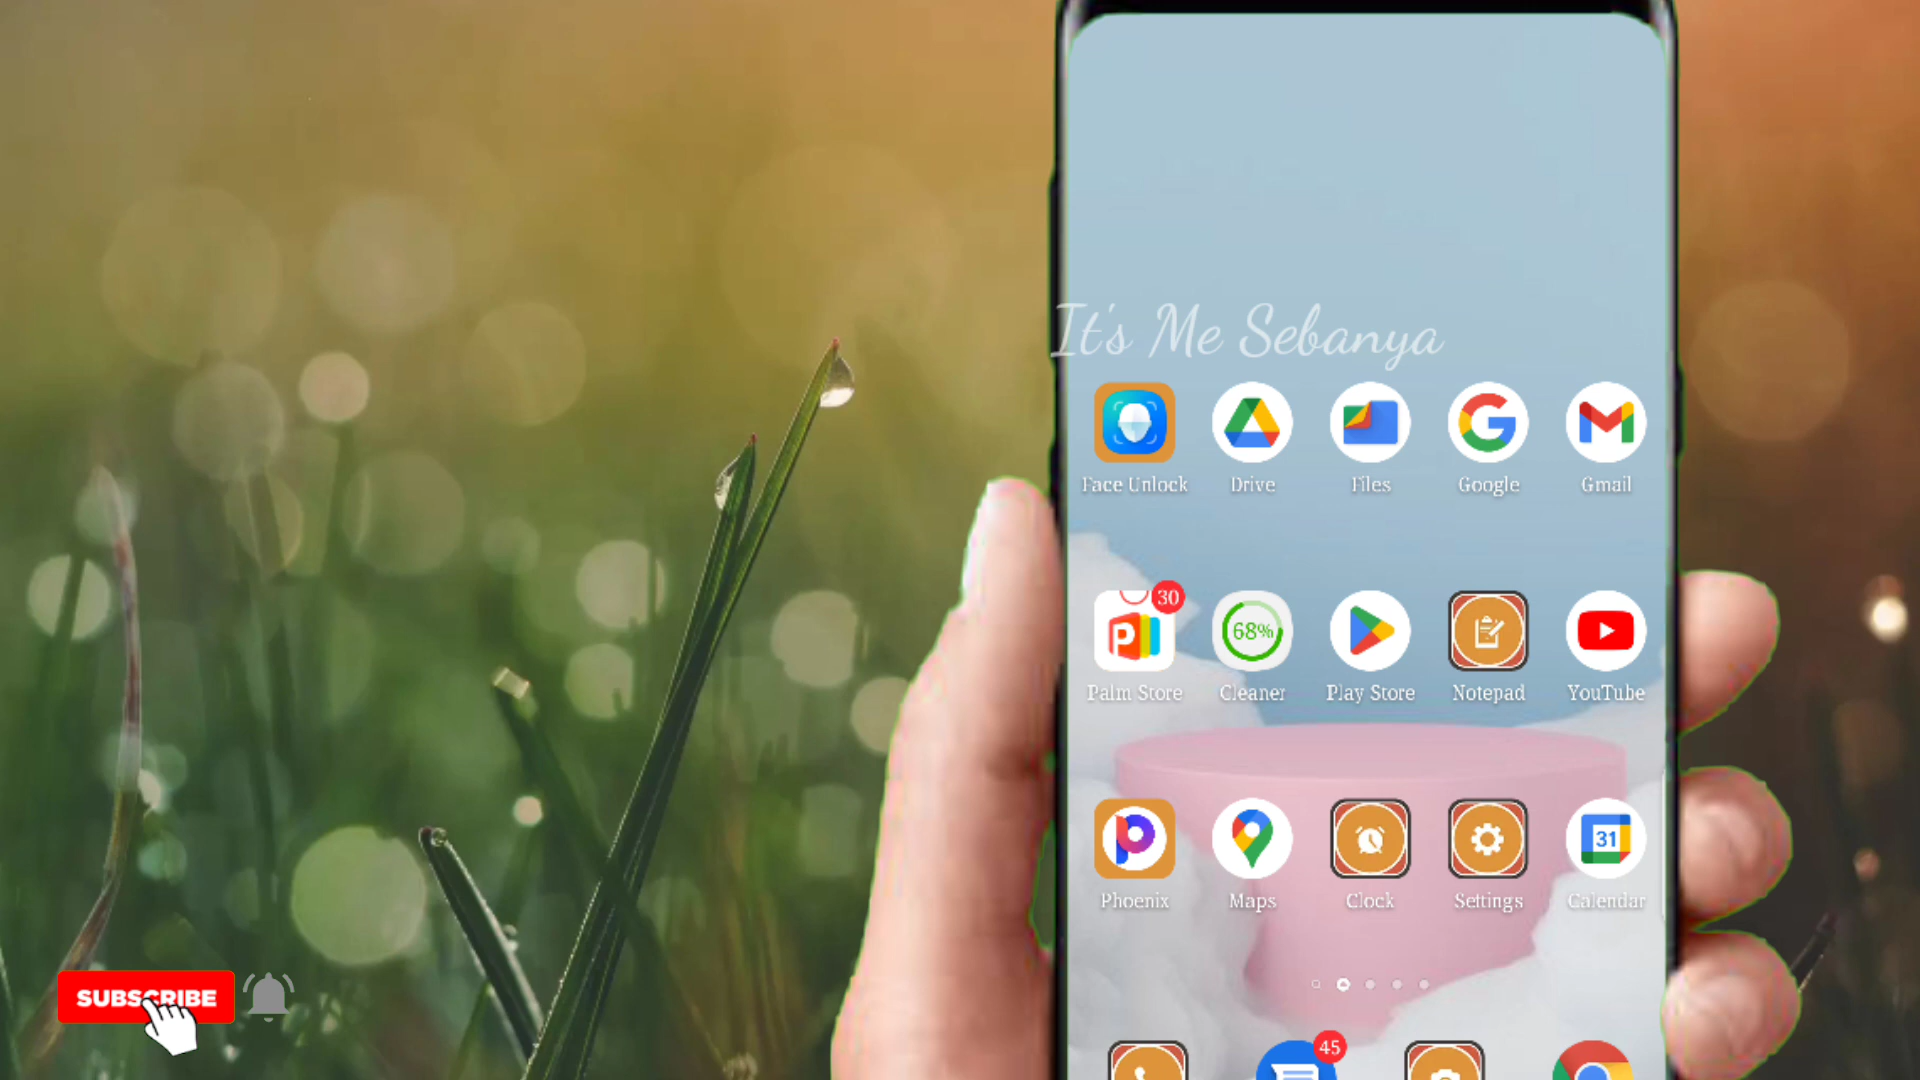 It's Me Sebanya
Face Unlock Drive Files Google Gmail
30
68%
Palm Store Cleaner Play Store Notepad YouTube
31
Phoenix Maps Clock Settings Calendar
SUBSCRIBE
45